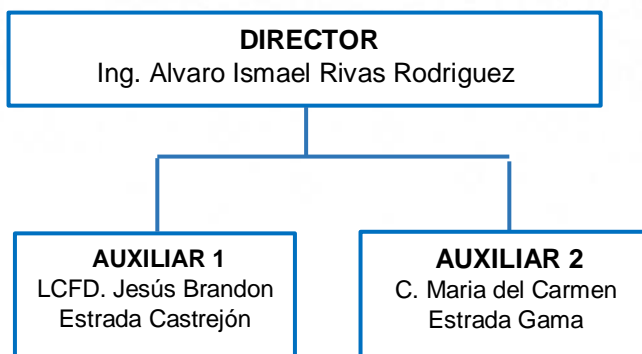 DIRECTOR
Ing. Alvaro Ismael Rivas Rodriguez
AUXILIAR 1
LCFD. Jesús Brandon
Estrada Castrejón
AUXILIAR 2
C. Maria del Carmen
Estrada Gama